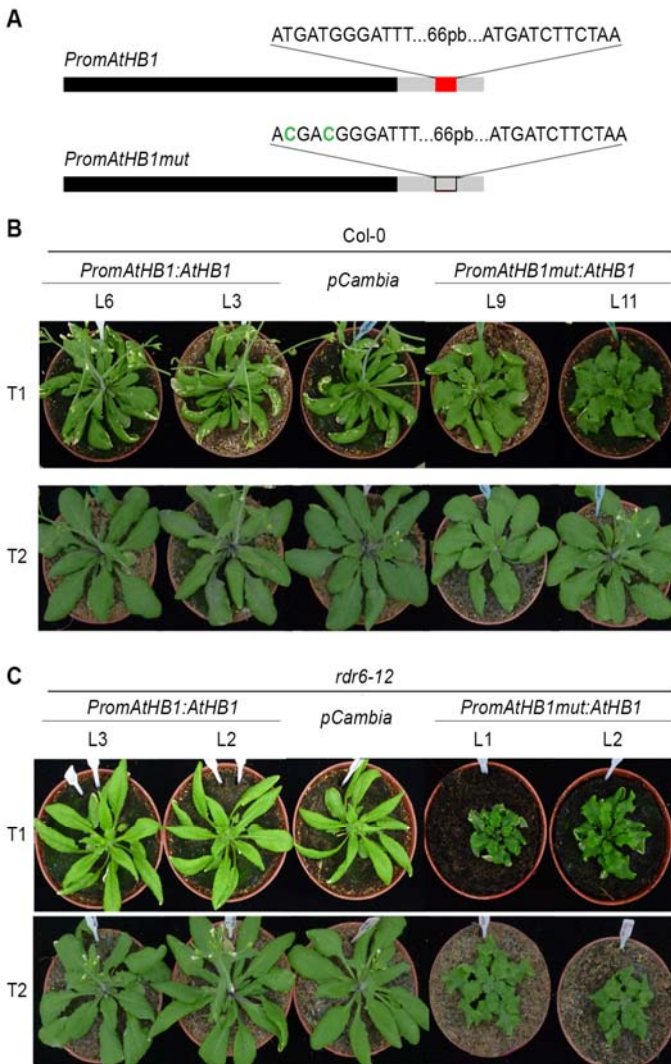 A
ATGATGGGATTT...66pb...ATGATCTTCTAA
PromAtHB1
ACGACGGGATTT...66pb...ATGATCTTCTAA
PromAtHB1mut
B
Col-0
PromAtHB1:AtHB1 pCambia PromAtHB1mut:AtHB1
L6 L3 L9 L11
T1
T2
C
rdr6-12
PromAtHB1:AtHB1 pCambia PromAtHB1mut:AtHB1
L3 L2 L1 L2
T1
T2